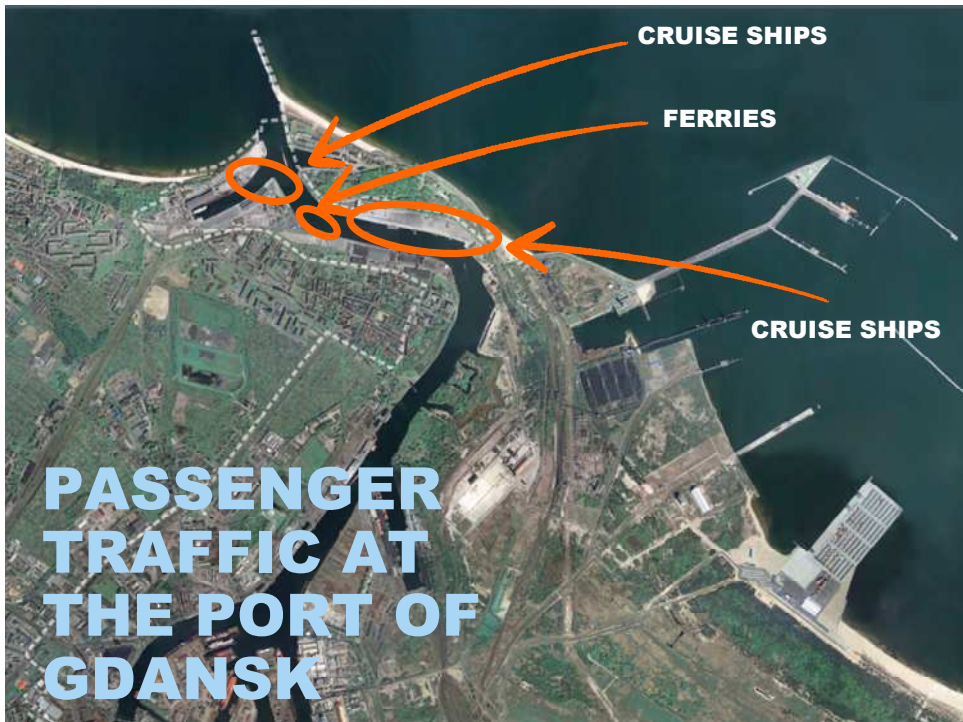 CRUISE SHIPS
FERRIES
CRUISE SHIPS
PASSENGER
TRAFFIC AT
THE PORT OF
GDANSK